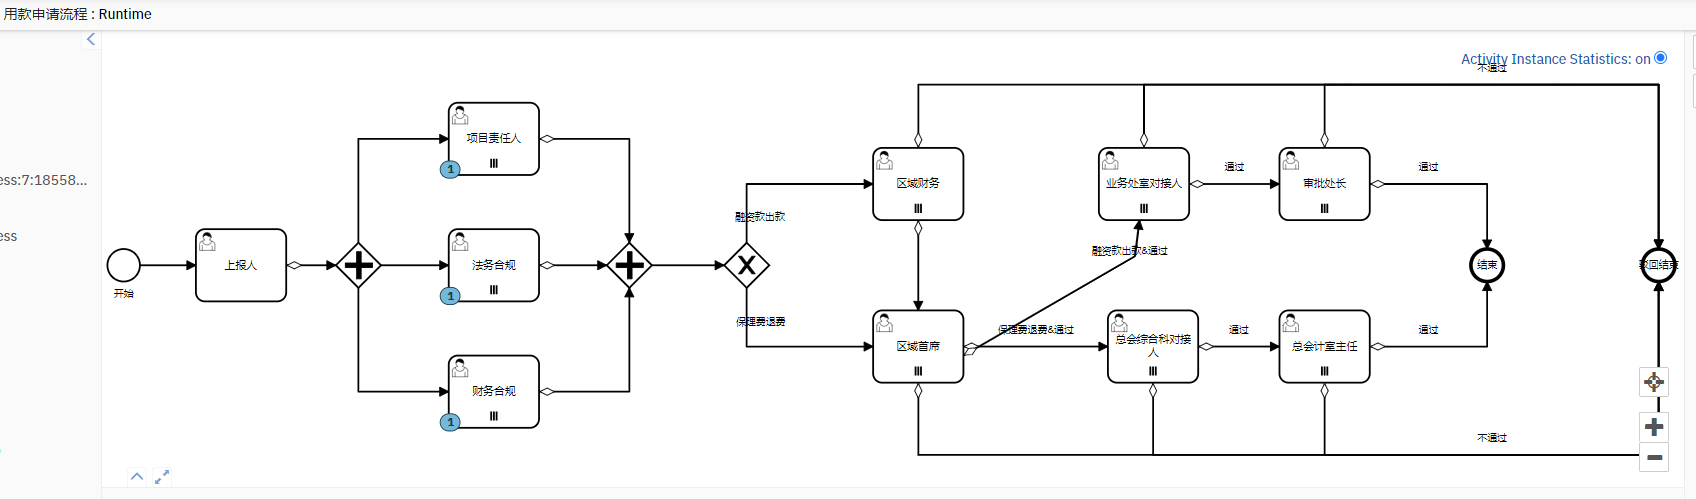 用款申请流程 : Runtime
Activity Instance Statistics: on
不通过
ess:7:18558...
ess
开始
上报人
项目责任人
1
法务合规
1
财务合规
1
融资款出款
保理费退费
区域财务
区域首席
融资款出款&通过
保理费退费&通过
业务处室对接人
通过
审批处长
通过
总会综合科对接
人
通过
总会计室主任
通过
结束
驳回结束
不通过